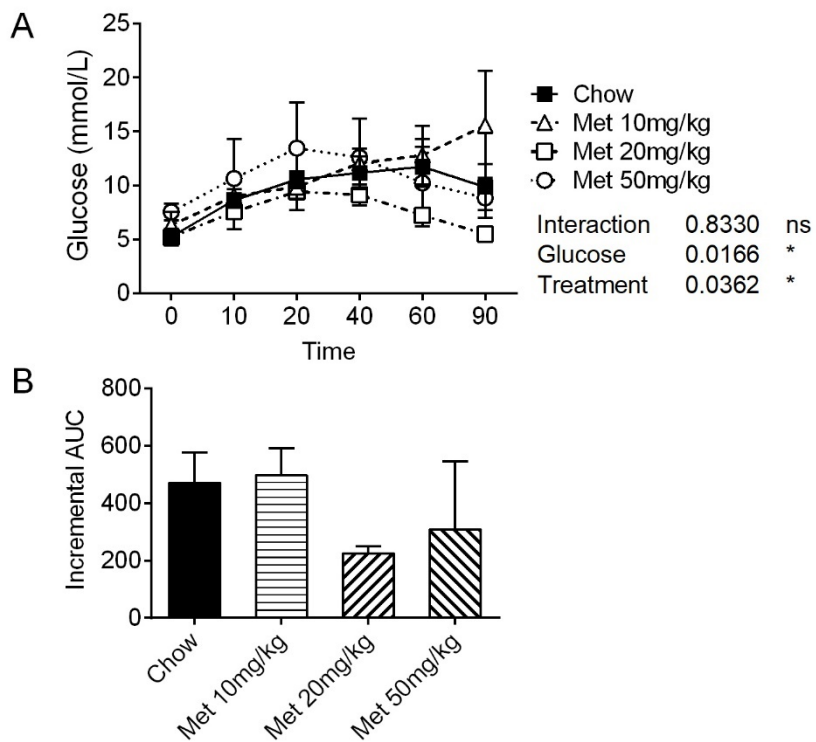 A
25
20
15
10
5
0
Glucose (mmol/L)
0 10 20 40 60 90
Time
Chow
Met 10mg/kg
Met 20mg/kg
Met 50mg/kg
Interaction 0.8330 ns
Glucose 0.0166 *
Treatment 0.0362 *
B
800
600
400
200
0
Incremental AUC
Chow
Met 10mg/kg
Met 20mg/kg
Met 50mg/kg